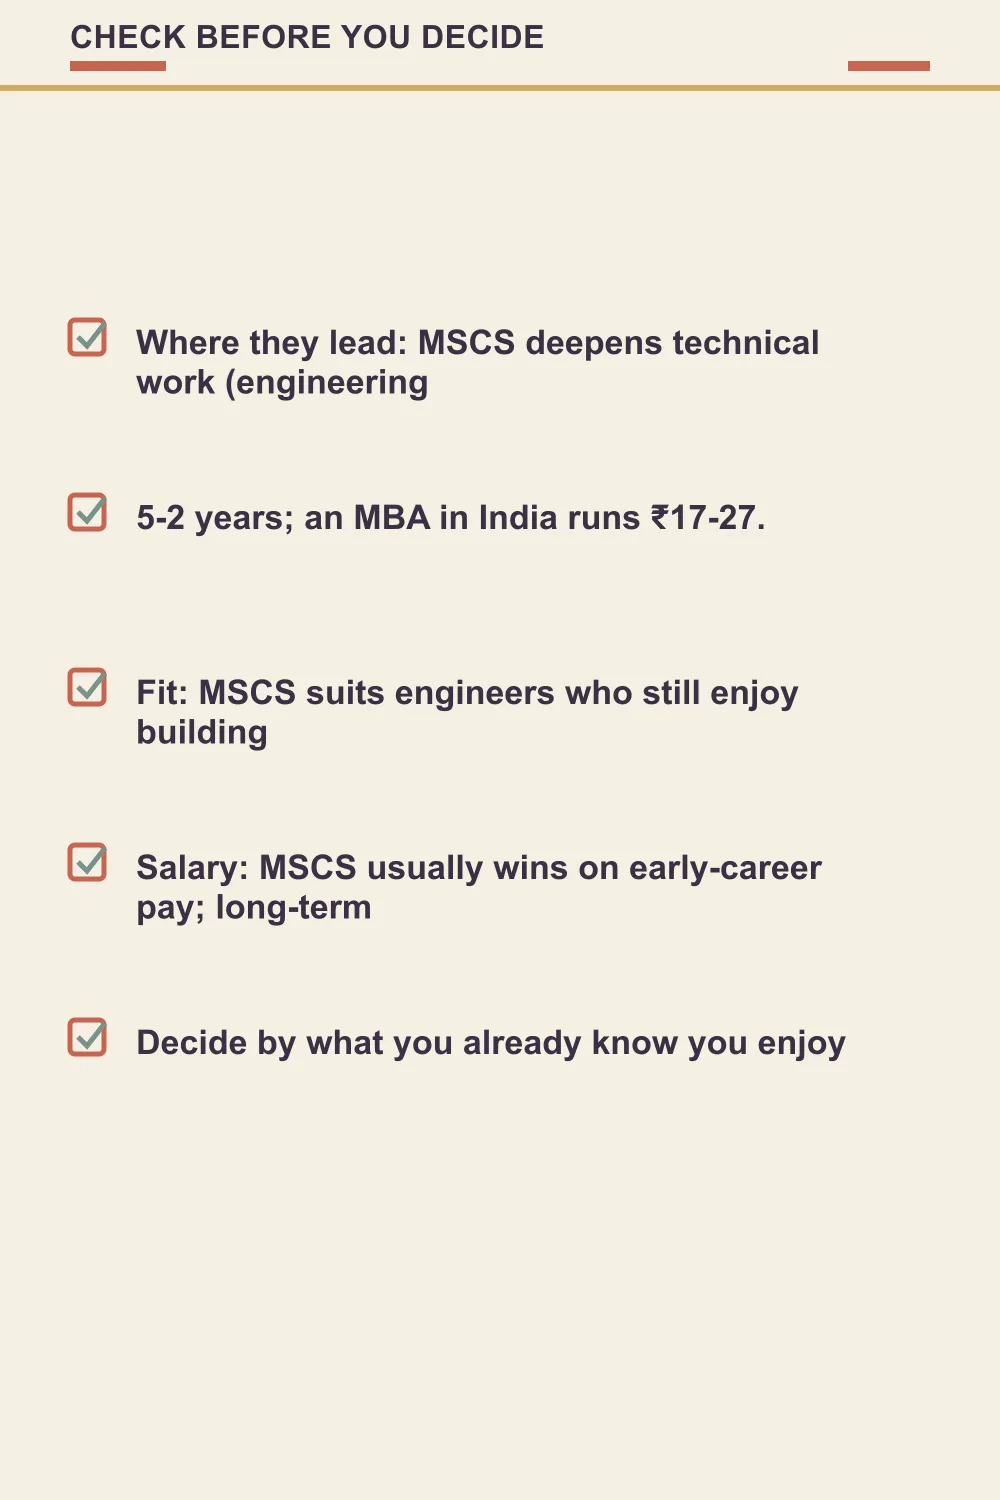 CHECK BEFORE YOU DECIDE
Where they lead: MSCS deepens technical
work (engineering
5-2 years; an MBA in India runs ₹17-27.
Fit: MSCS suits engineers who still enjoy
building
Salary: MSCS usually wins on early-career
pay; long-term
Decide by what you already know you enjoy